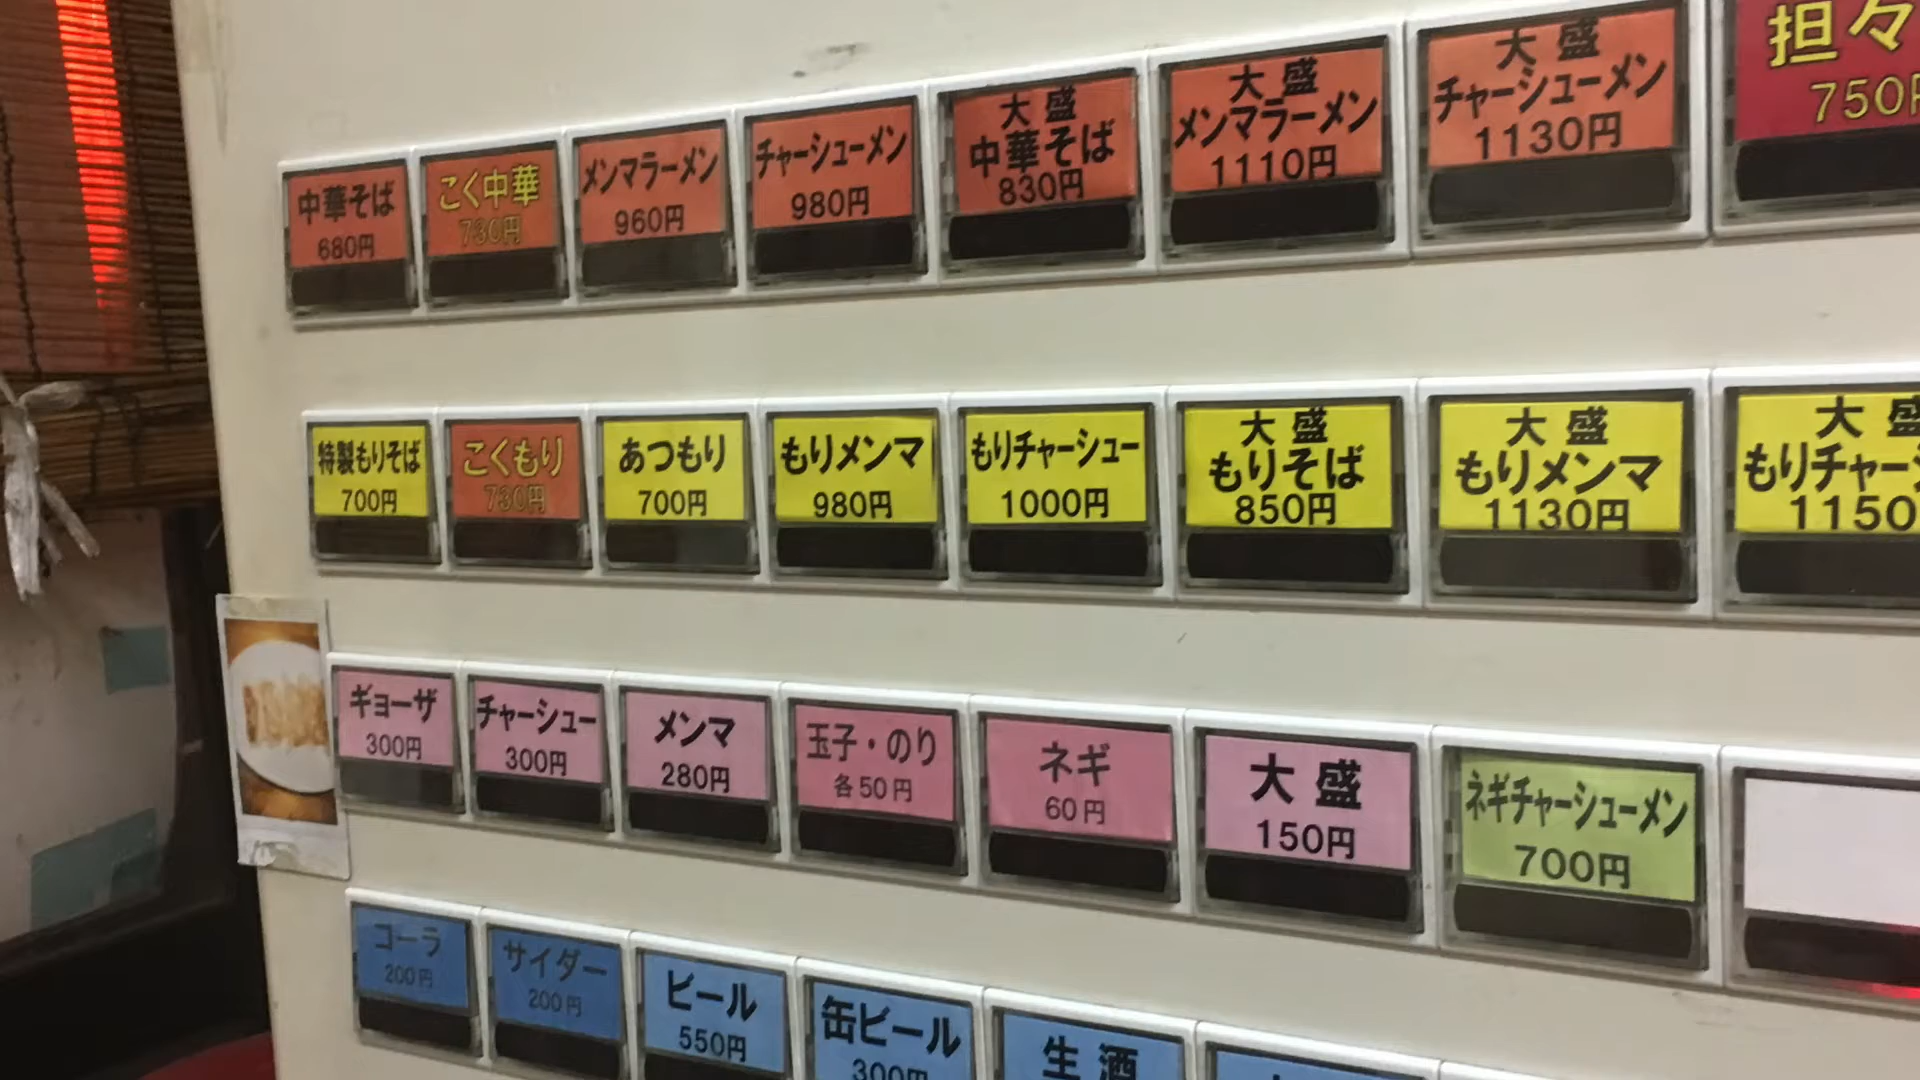 中華そば
680円
こく中華
730円
メンマラーメン
960円
チャーシューメン
980円
大盛
中華そば
830円
大盛
メンマラーメン
1110円
大盛
チャーシューメン
1130円
担々
750円
特製もりそば
700円
こくもり
730円
あつもり
700円
もりメンマ
980円
もりチャーシュー
1000円
大盛
もりそば
850円
大盛
もりメンマ
1130円
大盛
もりチャー
1150
ギョーザ
300円
チャーシュー
300円
メンマ
280円
玉子・のり
各50円
ネギ
60円
大盛
150円
ネギチャーシューメン
700円
コーラ
200円
サイダー
200円
ビール
550円
缶ビール
300円
生酒